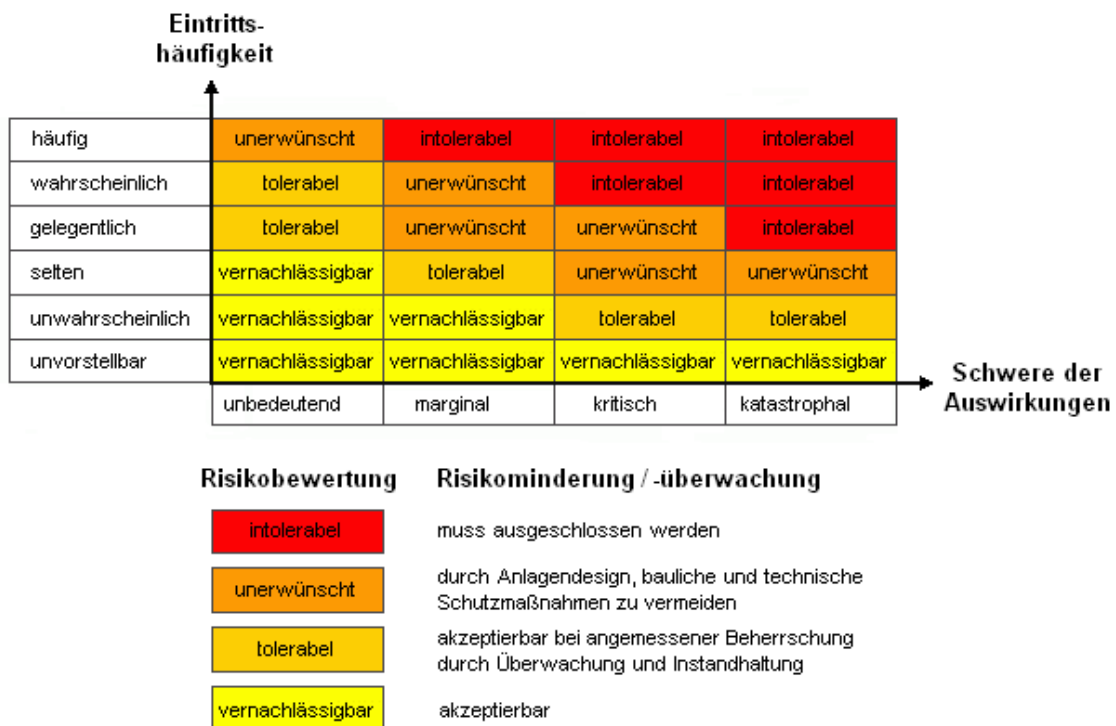 Eintritts-
häufigkeit
häufig unerwünscht intolerabel intolerabel intolerabel
wahrscheinlich tolerabel unerwünscht intolerabel intolerabel
gelegentlich tolerabel unerwünscht unerwünscht intolerabel
selten vernachlässigbar tolerabel unerwünscht unerwünscht
unwahrscheinlich vernachlässigbar vernachlässigbar tolerabel tolerabel
unvorstellbar vernachlässigbar vernachlässigbar vernachlässigbar vernachlässigbar
unbedeutend marginal kritisch katastrophal
Schwere der
Auswirkungen
Risikobewertung Risikominderung / -überwachung
intolerabel muss ausgeschlossen werden
unerwünscht durch Anlagendesign, bauliche und technische
Schutzmaßnahmen zu vermeiden
tolerabel akzeptierbar bei angemessener Beherrschung
durch Überwachung und Instandhaltung
vernachlässigbar akzeptierbar